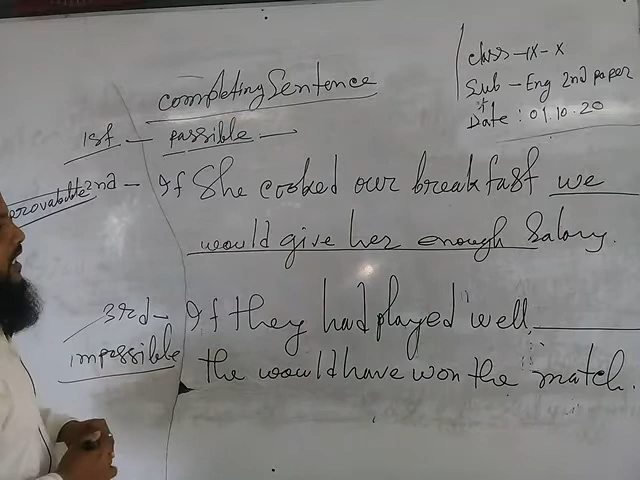 Completing Sentence
Class - IX - X
Sub - Eng 2nd paper
Date : 01 10 20
1st - passible -
2nd - If She cooked our breakfast we
would give her enough Salary.
3rd - If they had played well,
impassible
the would have won the match.